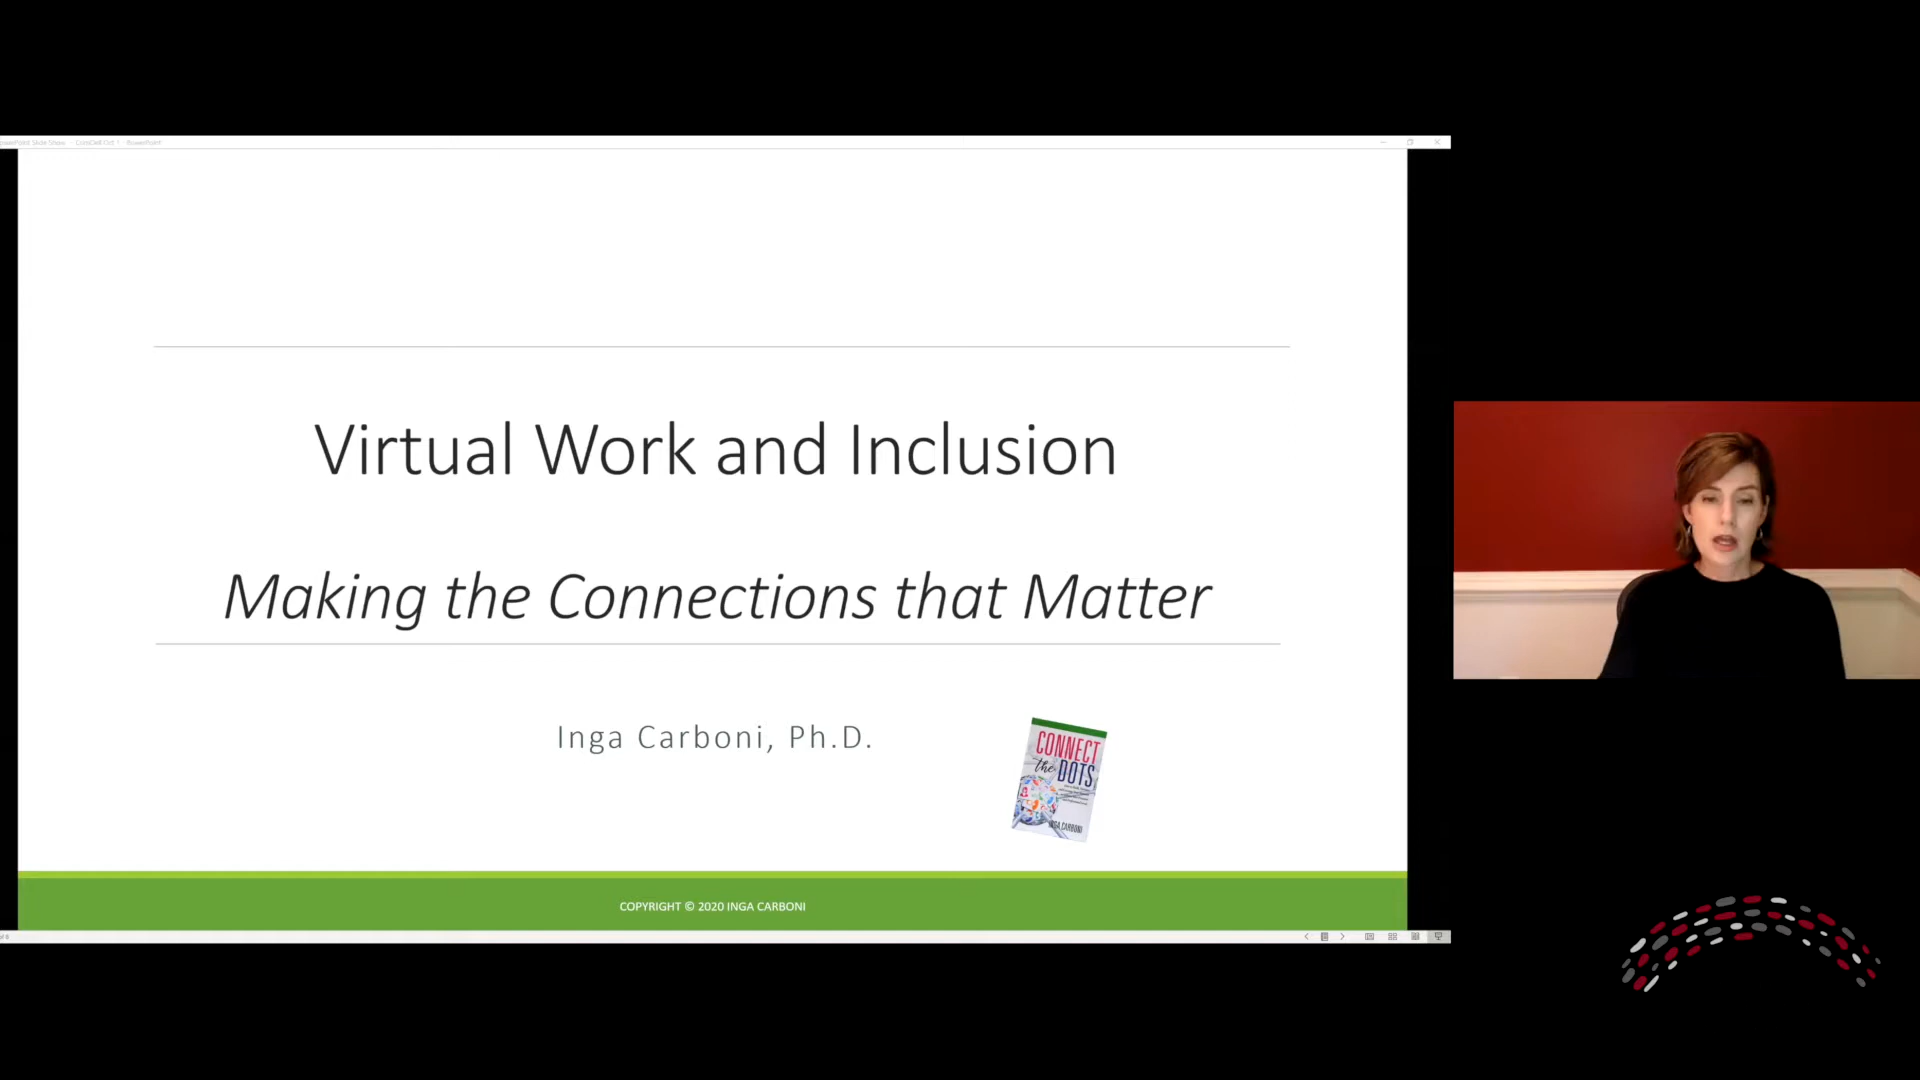 Virtual Work and Inclusion
Making the Connections that Matter
Inga Carboni, Ph.D.
CONNECT
the DOTS
INGA CARBONI
COPYRIGHT © 2020 INGA CARBONI